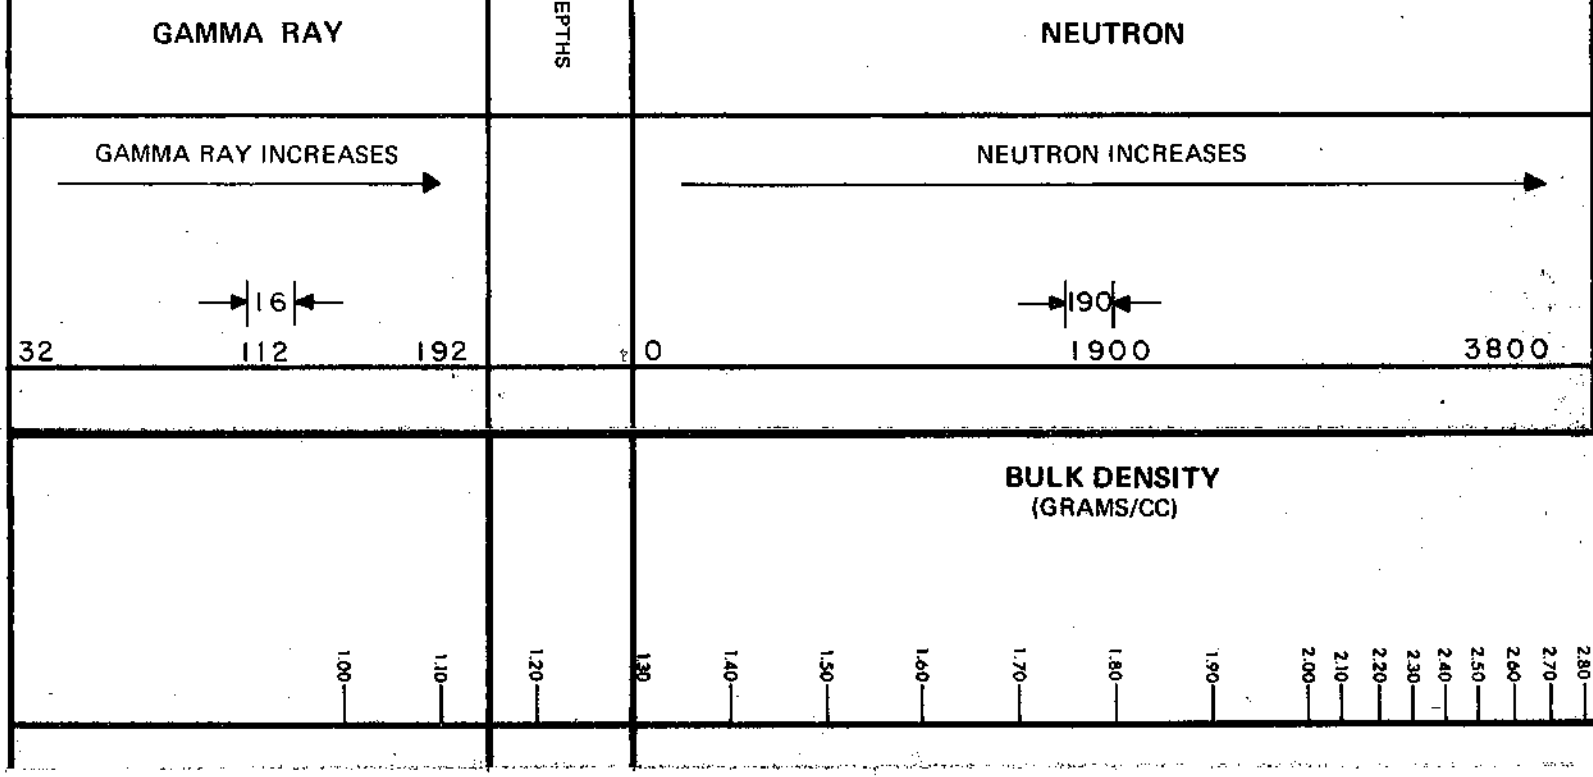 GAMMA RAY
EPTHS
NEUTRON
GAMMA RAY INCREASES
NEUTRON INCREASES
16
190
32 112 192
0 1900 3800
BULK DENSITY
(GRAMS/CC)
1.00 1.10 1.20 1.30 1.40 1.50 1.60 1.70 1.80 1.90 2.00 2.10 2.20 2.30 2.40 2.50 2.60 2.70 2.80